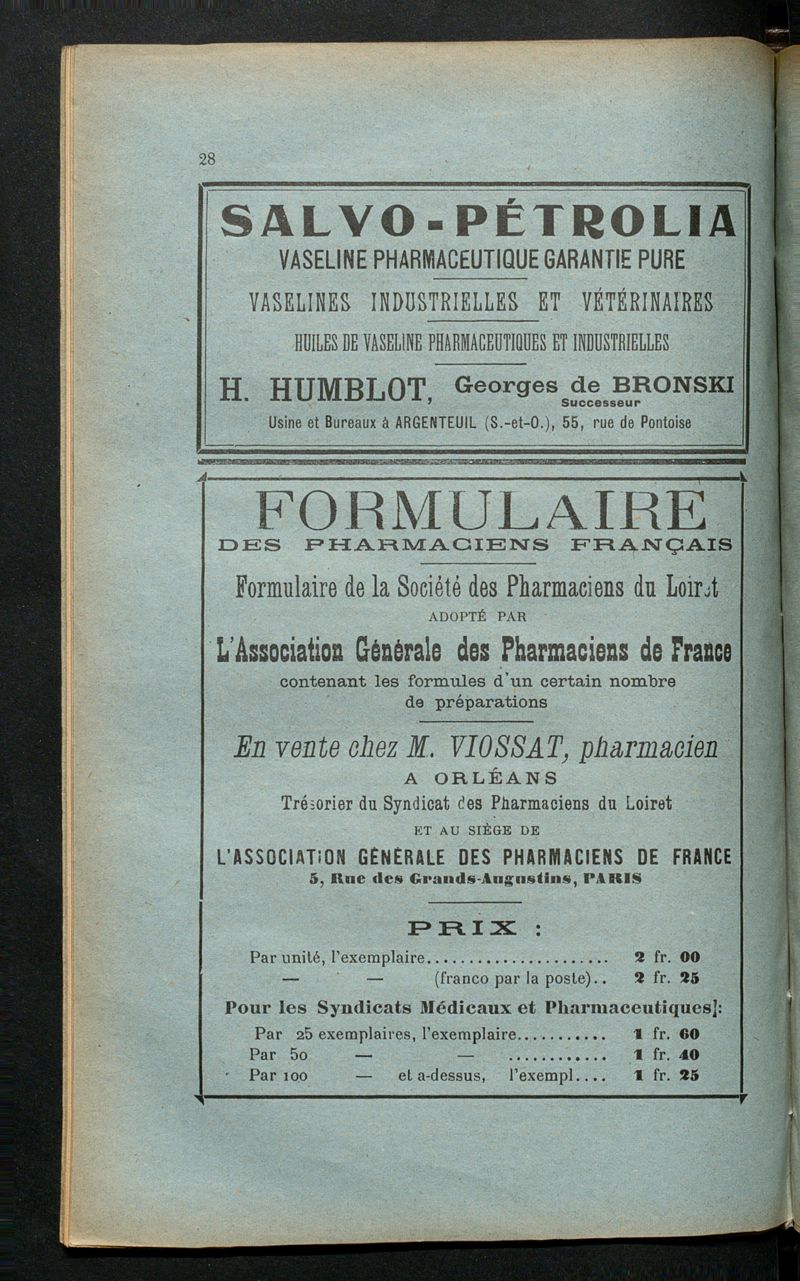 28
SALVO-PÉTROLIA
VASELINE PHARMACEUTIQUE GARANTIE PURE
VASELINES INDUSTRIELLES ET VÉTÉRINAIRES
HUILES DE VASELINE PHARMACEUTIQUES ET INDUSTRIELLES
H. HUMBLOT, Georges de BRONSKI
Successeur
Usine et Bureaux à ARGENTEUIL (S.-et-O.), 55, rue de Pontoise
FORMULAIRE
DES PHARMACIENS FRANÇAIS
Formulaire de la Société des Pharmaciens du Loiret
ADOPTÉ PAR
L'Association Générale des Pharmaciens de France
contenant les formules d'un certain nombre
de préparations
En vente chez M. VIOSSAT, pharmacien
A ORLÉANS
Trésorier du Syndicat des Pharmaciens du Loiret
ET AU SIÈGE DE
L'ASSOCIATION GÉNÉRALE DES PHARMACIENS DE FRANCE
5, Rue des Grands-Augustins, PARIS
PRIX :
Par unité, l'exemplaire...................... 2 fr. 00
— — (franco par la poste).. 2 fr. 25
Pour les Syndicats Médicaux et Pharmaceutiques]:
Par 25 exemplaires, l'exemplaire........... 1 fr. 60
Par 50 — — ............ 1 fr. 40
Par 100 — et a-dessus, l'exempl.... 1 fr. 25